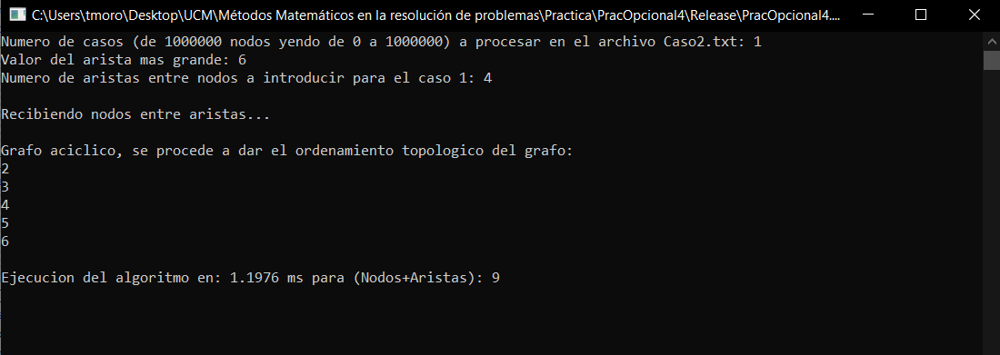 C:\Users\tmoro\Desktop\UCM\Métodos Matemáticos en la resolución de problemas\Practica\PracOpcional4\Release\PracOpcional4....
Numero de casos (de 1000000 nodos yendo de 0 a 1000000) a procesar en el archivo Caso2.txt: 1
Valor del arista mas grande: 6
Numero de aristas entre nodos a introducir para el caso 1: 4
Recibiendo nodos entre aristas...
Grafo aciclico, se procede a dar el ordenamiento topologico del grafo:
2
3
4
5
6
Ejecucion del algoritmo en: 1.1976 ms para (Nodos+Aristas): 9